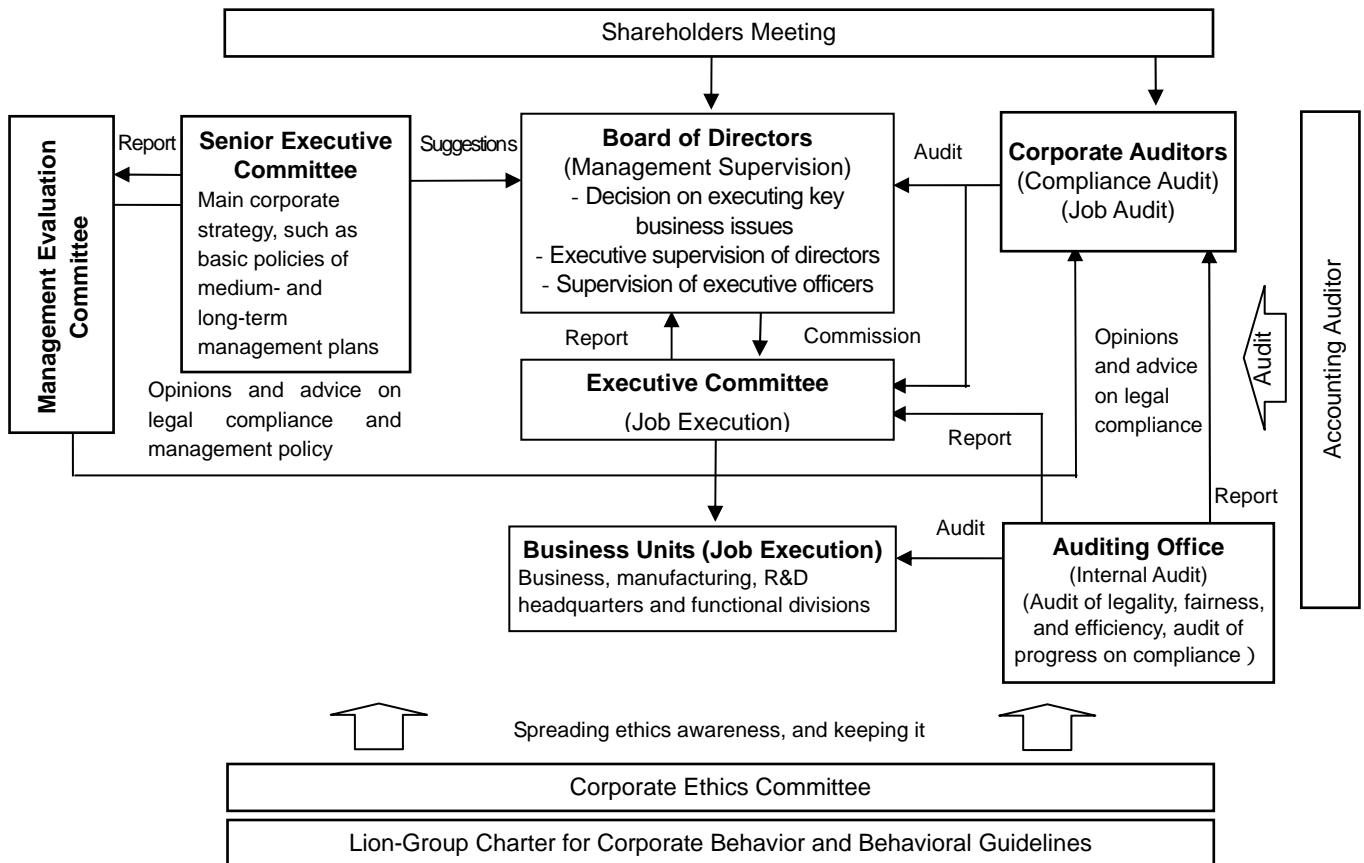 Shareholders Meeting
Management Evaluation
Committee
Report
Senior Executive
Committee
Main corporate
strategy, such as
basic policies of
medium- and
long-term
management plans
Suggestions
Board of Directors
(Management Supervision)
- Decision on executing key
business issues
- Executive supervision of directors
- Supervision of executive officers
Audit
Corporate Auditors
(Compliance Audit)
(Job Audit)
Accounting Auditor
Audit
Report
Commission
Opinions
and advice
on legal
compliance
Opinions and advice on
legal compliance and
management policy
Executive Committee
(Job Execution)
Report
Report
Business Units (Job Execution)
Business, manufacturing, R&D
headquarters and functional divisions
Audit
Auditing Office
(Internal Audit)
(Audit of legality, fairness,
and efficiency, audit of
progress on compliance )
Spreading ethics awareness, and keeping it
Corporate Ethics Committee
Lion-Group Charter for Corporate Behavior and Behavioral Guidelines